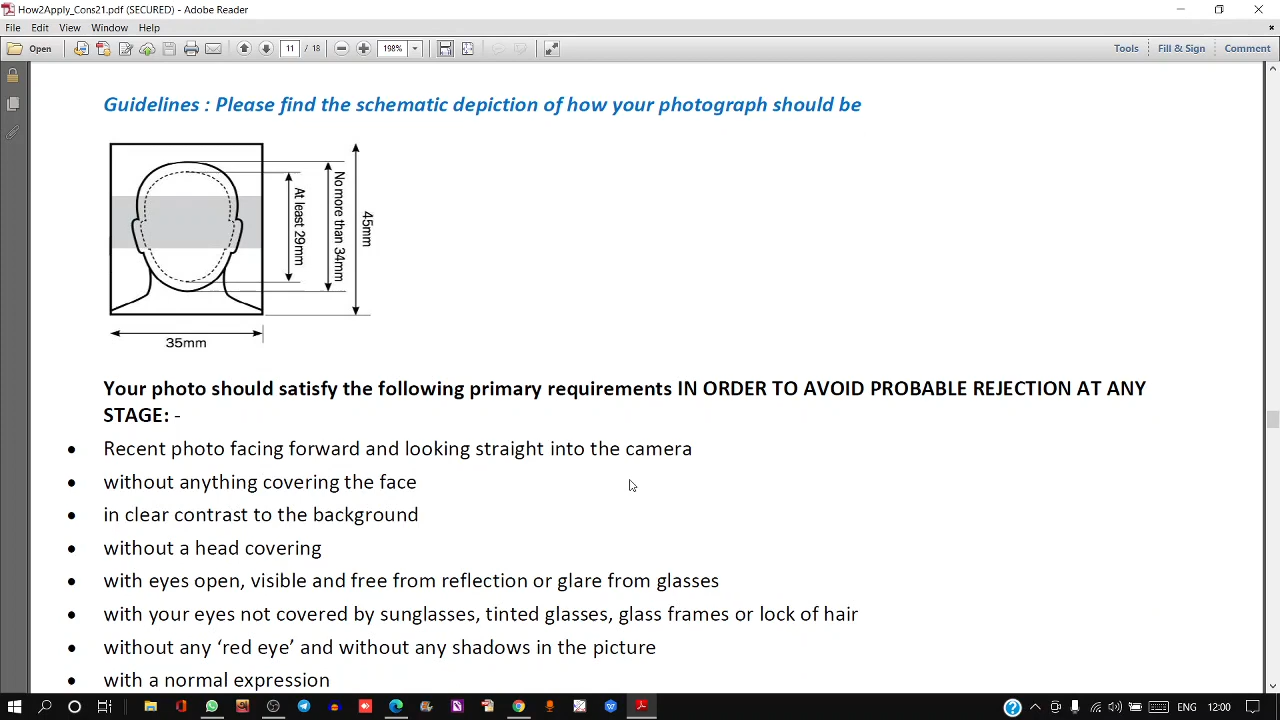 How2Apply_Cons21.pdf (SECURED) - Adobe Reader
File Edit View Window Help
Open 11 / 18 198% Tools Fill & Sign Comment
Guidelines : Please find the schematic depiction of how your photograph should be
At least 29mm
No more than 34mm
45mm
35mm
Your photo should satisfy the following primary requirements IN ORDER TO AVOID PROBABLE REJECTION AT ANY
STAGE: -
• Recent photo facing forward and looking straight into the camera
• without anything covering the face
• in clear contrast to the background
• without a head covering
• with eyes open, visible and free from reflection or glare from glasses
• with your eyes not covered by sunglasses, tinted glasses, glass frames or lock of hair
• without any ‘red eye’ and without any shadows in the picture
• with a normal expression
ENG 12:00